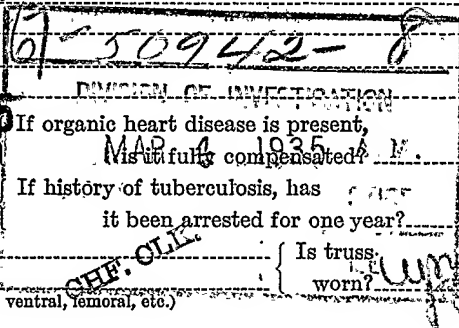 67-50942-8
DIVISION OF INVESTIGATION
If organic heart disease is present,
MAR 4 1935 A.M.
is it fully compensated?
If history of tuberculosis, has
it been arrested for one year?
CHF. CLK.
Is truss
worn?
ventral, femoral, etc.)